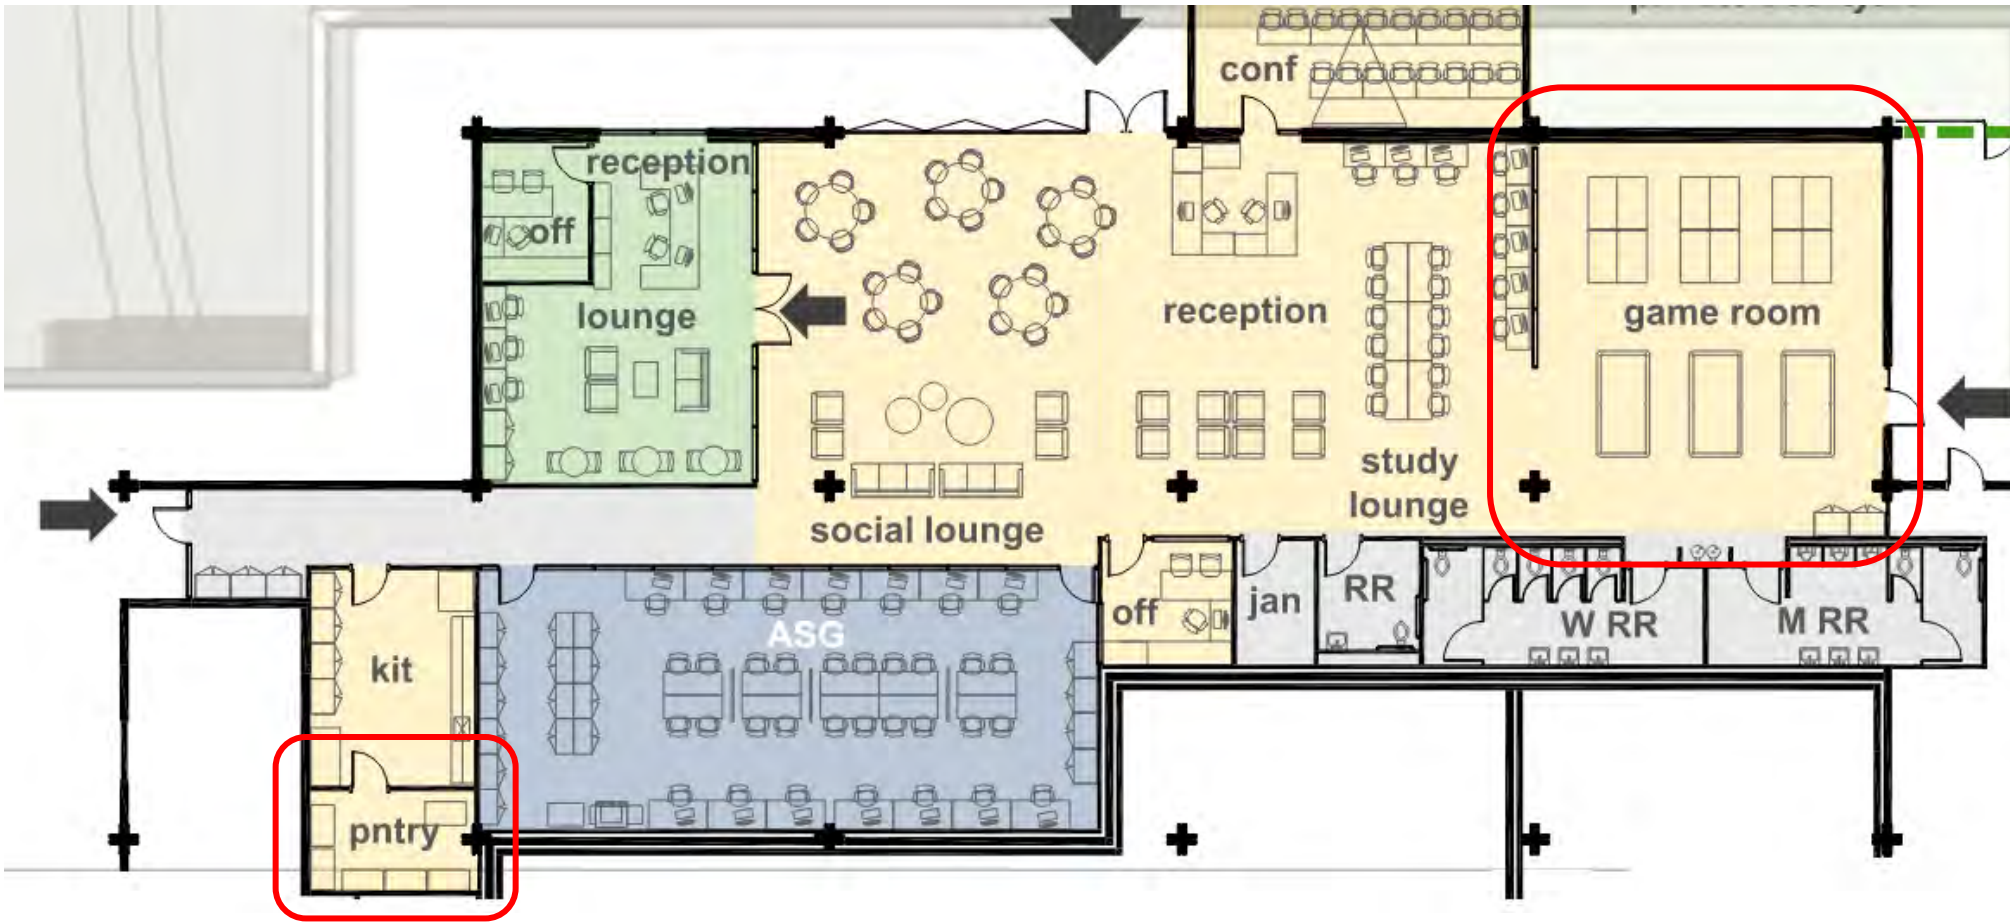 conf
reception
off
lounge
reception
game room
study
lounge
social lounge
kit
ASG
off
jan
RR
W RR
M RR
pntry